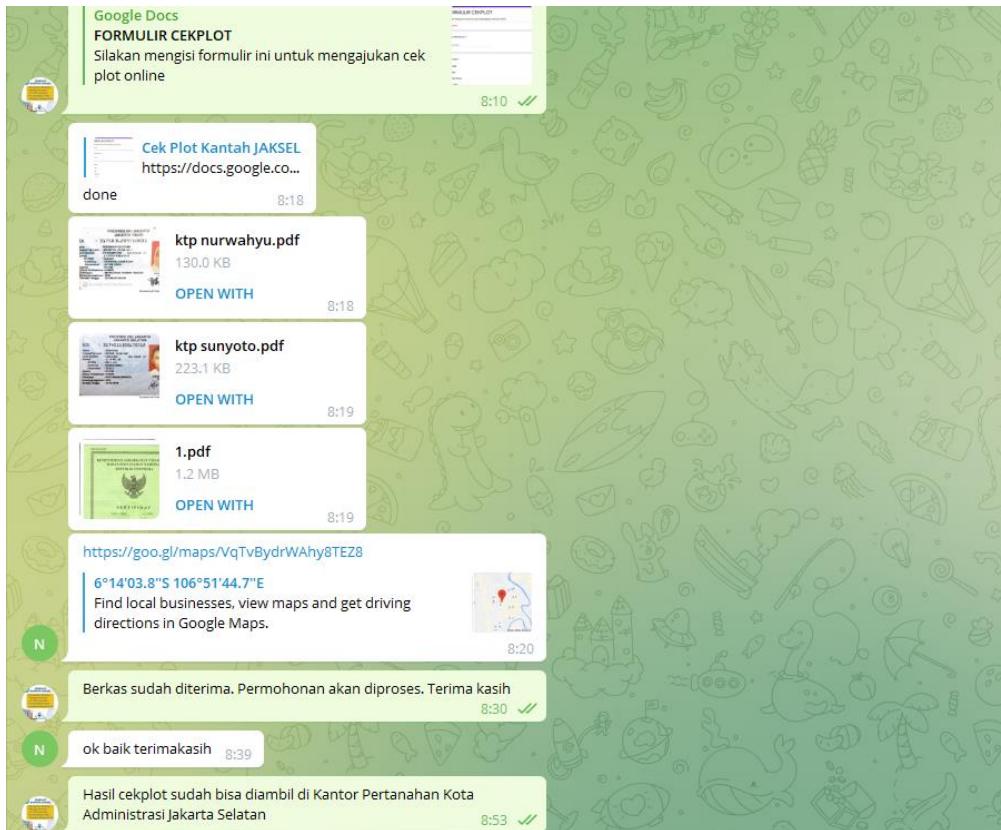 Google Docs
FORMULIR CEKPLOT
Silakan mengisi formulir ini untuk mengajukan cek
plot online
8:10
Cek Plot Kantah JAKSEL
https://docs.google.co...
done
8:18
ktp nurwahyu.pdf
130.0 KB
OPEN WITH
8:18
ktp sunyoto.pdf
223.1 KB
OPEN WITH
8:19
1.pdf
1.2 MB
OPEN WITH
8:19
https://goo.gl/maps/VqTvBydrWAhy8TEZ8
6°14'03.8"S 106°51'44.7"E
Find local businesses, view maps and get driving
directions in Google Maps.
8:20
N
Berkas sudah diterima. Permohonan akan diproses. Terima kasih
8:30
N
ok baik terimakasih
8:39
Hasil cekplot sudah bisa diambil di Kantor Pertanahan Kota
Administrasi Jakarta Selatan
8:53